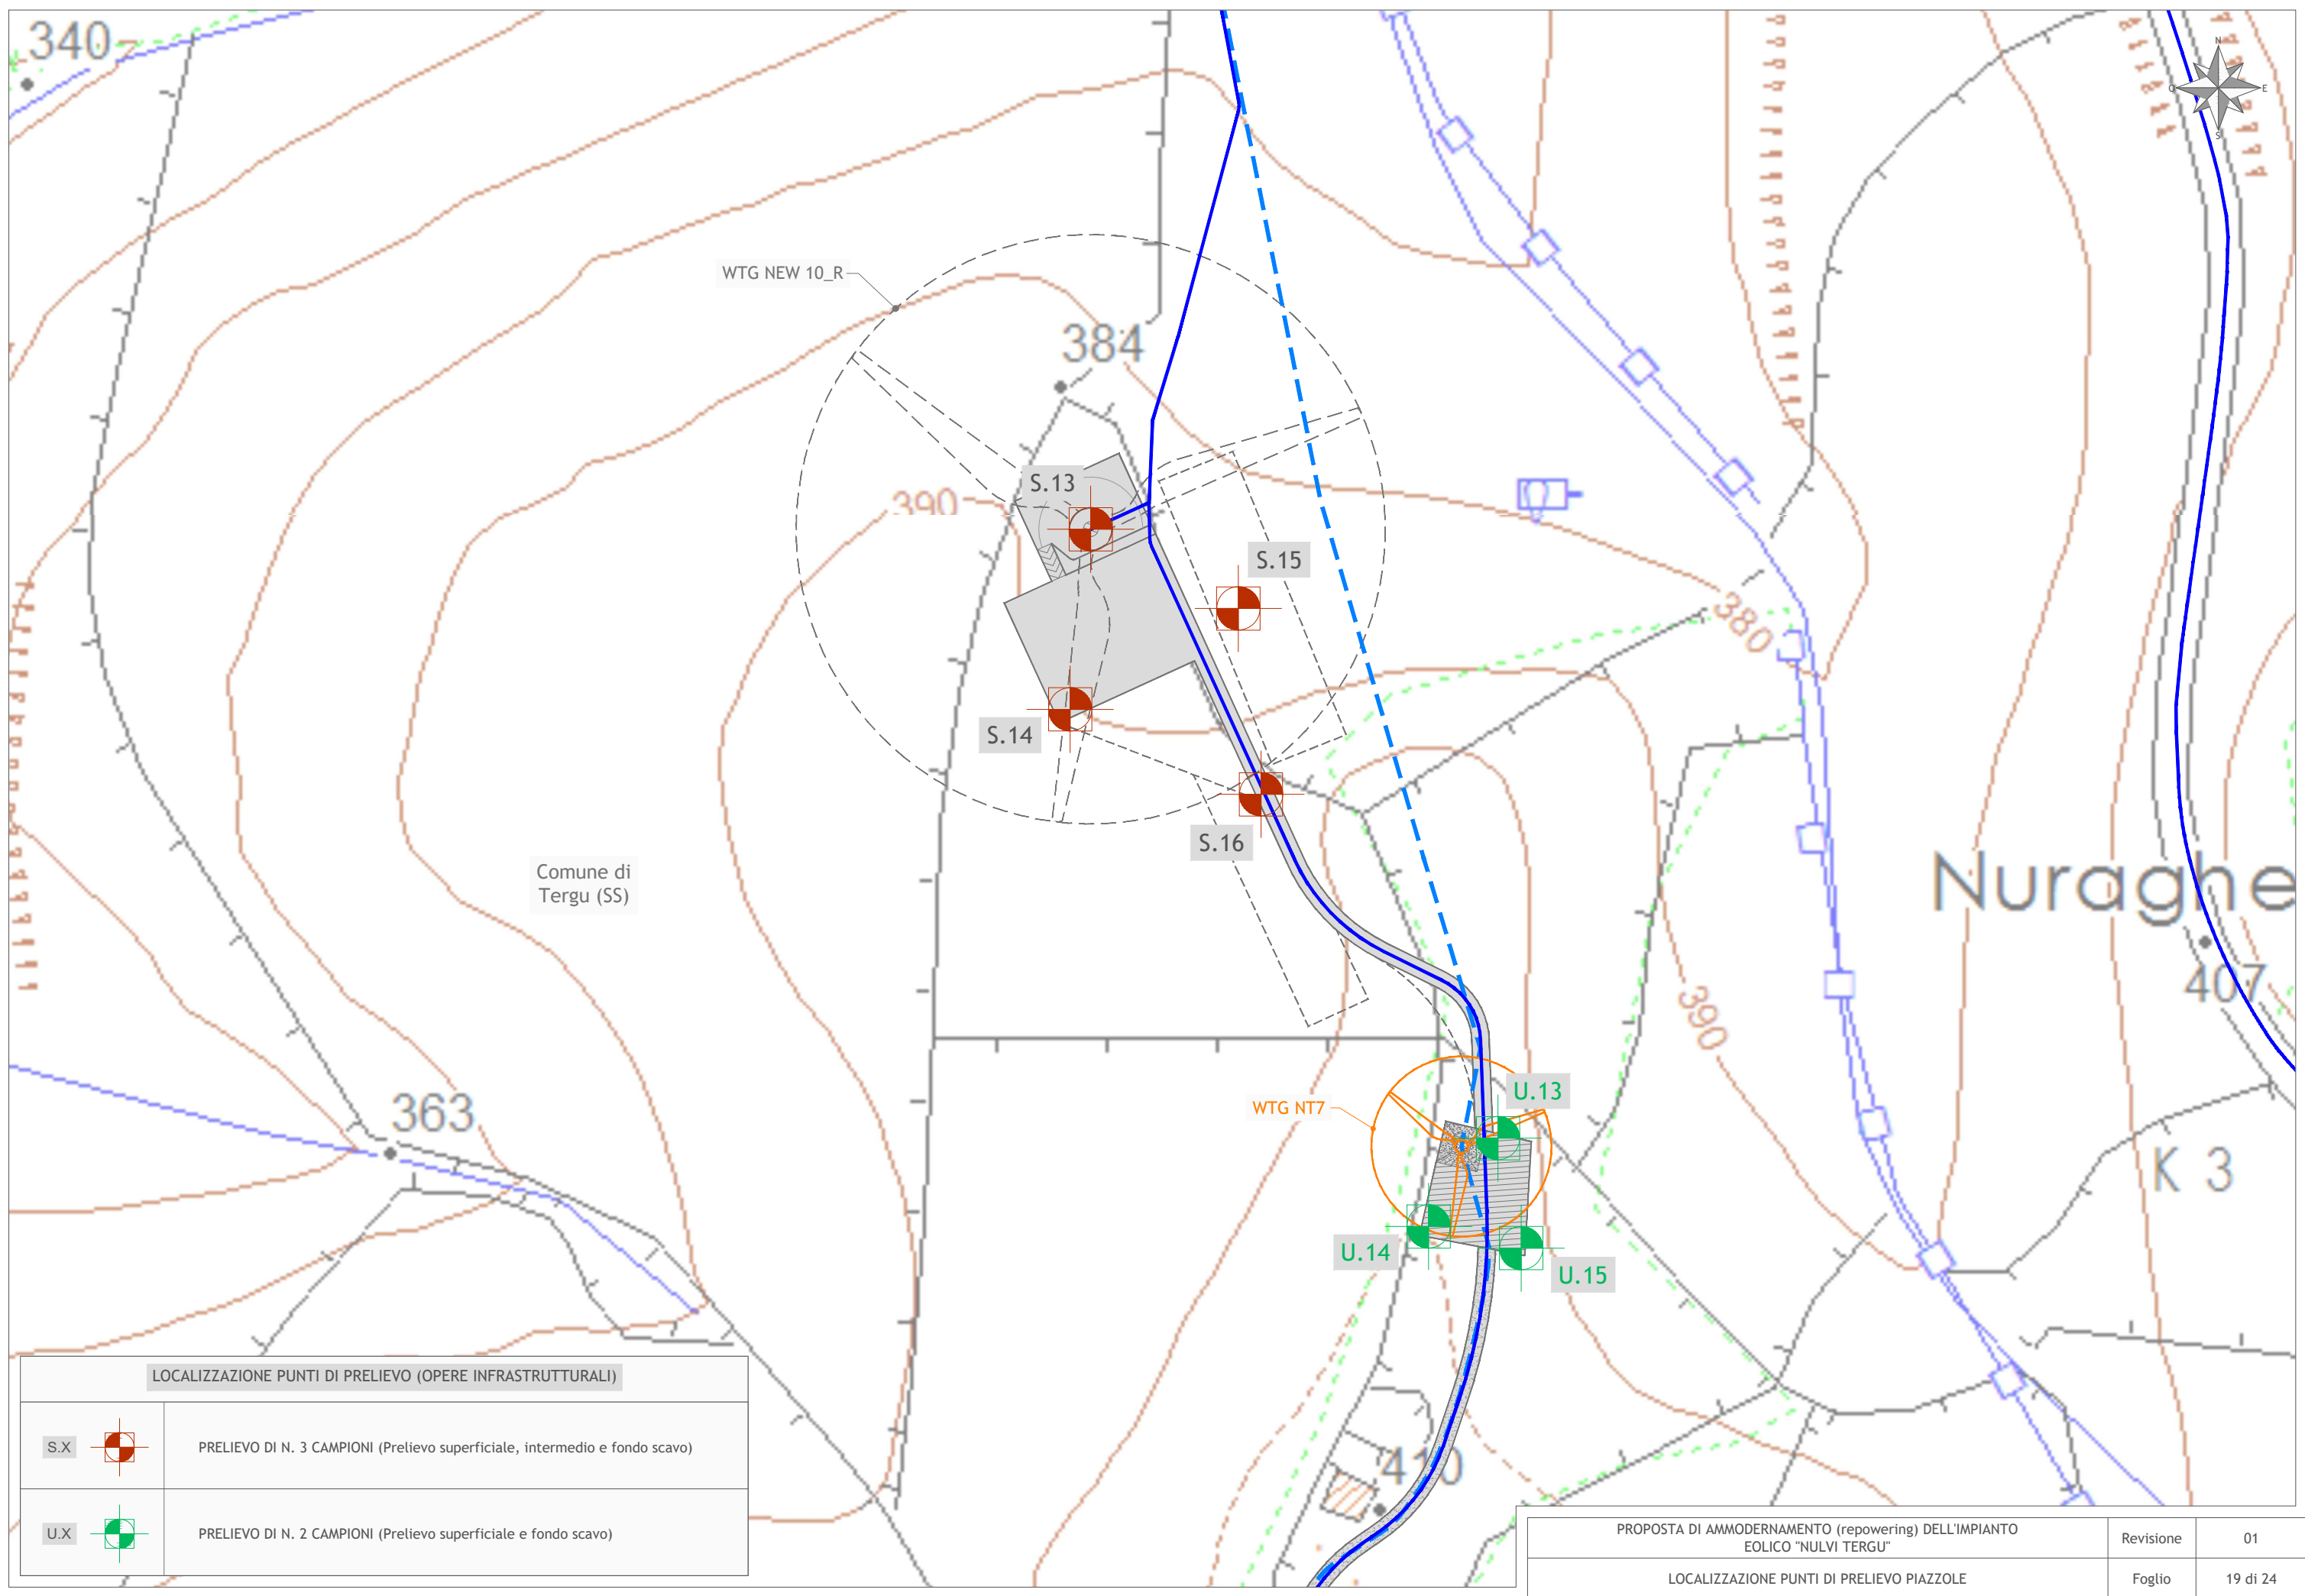 340
N
O
E
S
WTG NEW 10_R
384
S.13
390
S.15
380
S.14
S.16
Comune di
Tergu (SS)
Nuraghe
407
390
363
WTG NT7
U.13
K 3
U.14
U.15
410
LOCALIZZAZIONE PUNTI DI PRELIEVO (OPERE INFRASTRUTTURALI)
S.X
PRELIEVO DI N. 3 CAMPIONI (Prelievo superficiale, intermedio e fondo scavo)
U.X
PRELIEVO DI N. 2 CAMPIONI (Prelievo superficiale e fondo scavo)
PROPOSTA DI AMMODERNAMENTO (repowering) DELL'IMPIANTO
EOLICO "NULVI TERGU"
Revisione
01
LOCALIZZAZIONE PUNTI DI PRELIEVO PIAZZOLE
Foglio
19 di 24